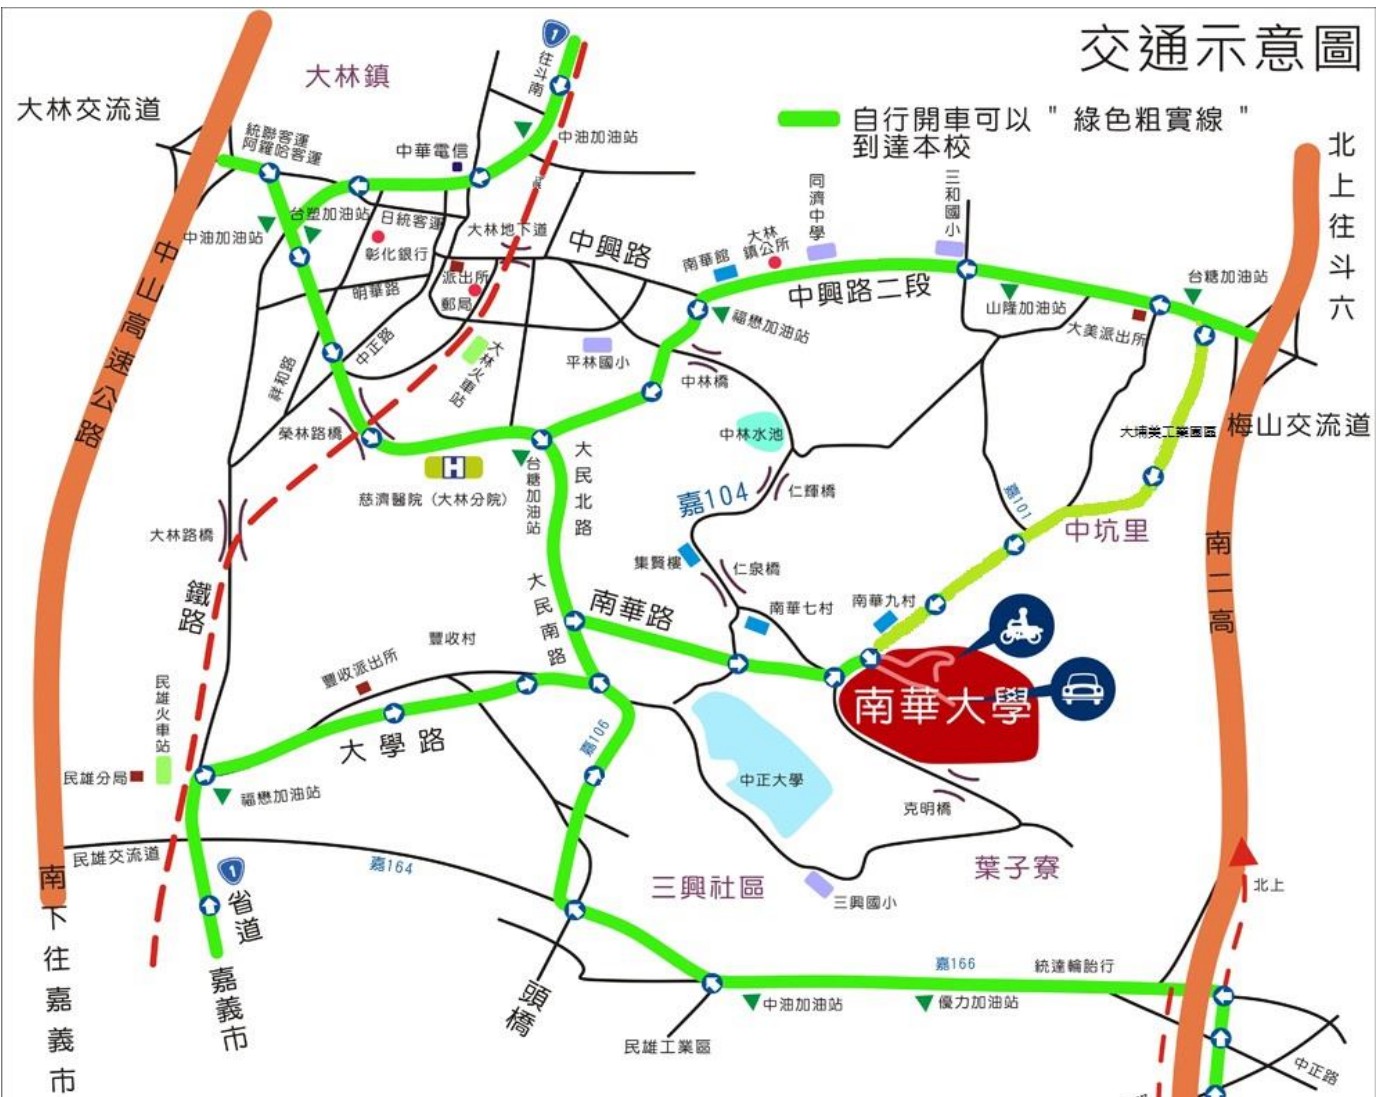 交通示意圖
自行開車可以 " 綠色粗實線 "
到達本校
大林鎮
大林交流道
統聯客運
阿羅哈客運
1
往斗南
中油加油站
中華電信
台塑加油站
日統客運
中油加油站
彰化銀行
大林地下道
派出所
郵局
明華路
中正路
祥和路
大林火車站
中興路
平林國小
南華館
大林
鎮公所
同濟中學
三和國小
中興路二段
福懋加油站
山隆加油站
大美派出所
台糖加油站
北上往斗六
中山高速公路
中林橋
中林水池
大埔美工業園區
梅山交流道
榮林路橋
H
慈濟醫院（大林分院）
台糖加油站
大民北路
嘉104
仁輝橋
嘉101
中坑里
大林路橋
鐵路
集賢樓
仁泉橋
南二高
大民南路
南華路
南華七村
南華九村
豐收村
豐收派出所
南華大學
民雄火車站
民雄分局
大學路
嘉106
中正大學
克明橋
福懋加油站
民雄交流道
嘉164
1
省道
嘉義市
南下往嘉義市
三興社區
三興國小
葉子寮
北上
頭橋
嘉166
統達輪胎行
中油加油站
優力加油站
民雄工業區
中正路